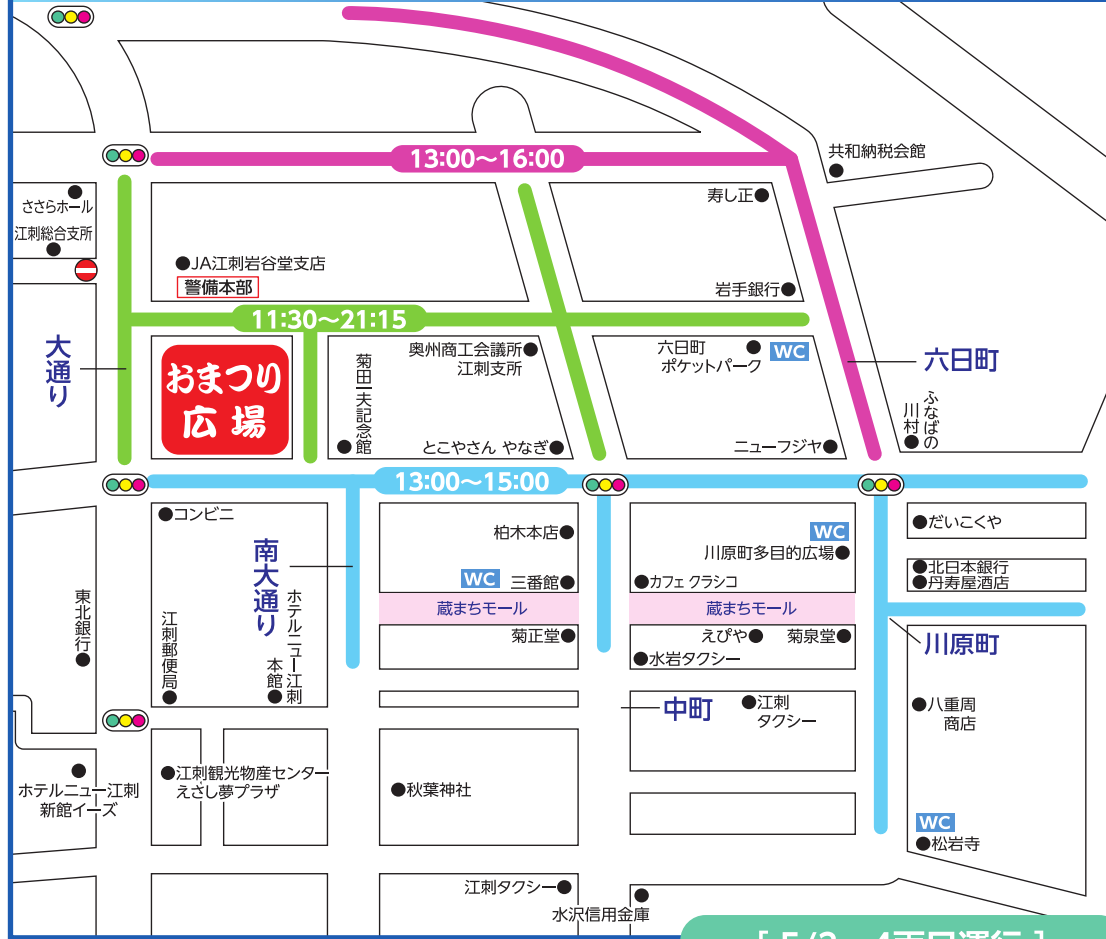 13:00～16:00
共和納税会館
ささらホール
江刺総合支所
寿し正
JA江刺岩谷堂支店
警備本部
岩手銀行
11:30～21:15
大通り
おまつり
広場
菊田一夫記念館
奥州商工会議所
江刺支所
六日町
ポケットパーク
WC
六日町
ふなばの
川村
とこやさん やなぎ
ニューフジヤ
13:00～15:00
コンビニ
柏木本店
WC
川原町多目的広場
だいこくや
南大通り
WC
三番館
カフェ クラシコ
北日本銀行
丹寿屋酒店
蔵まちモール
蔵まちモール
東北銀行
江刺郵便局
ホテルニュー江刺
本館
菊正堂
えびや
菊泉堂
水岩タクシー
川原町
中町
江刺
タクシー
八重周
商店
ホテルニュー江刺
新館イーズ
江刺観光物産センター
えさし夢プラザ
秋葉神社
WC
松岩寺
江刺タクシー
水沢信用金庫